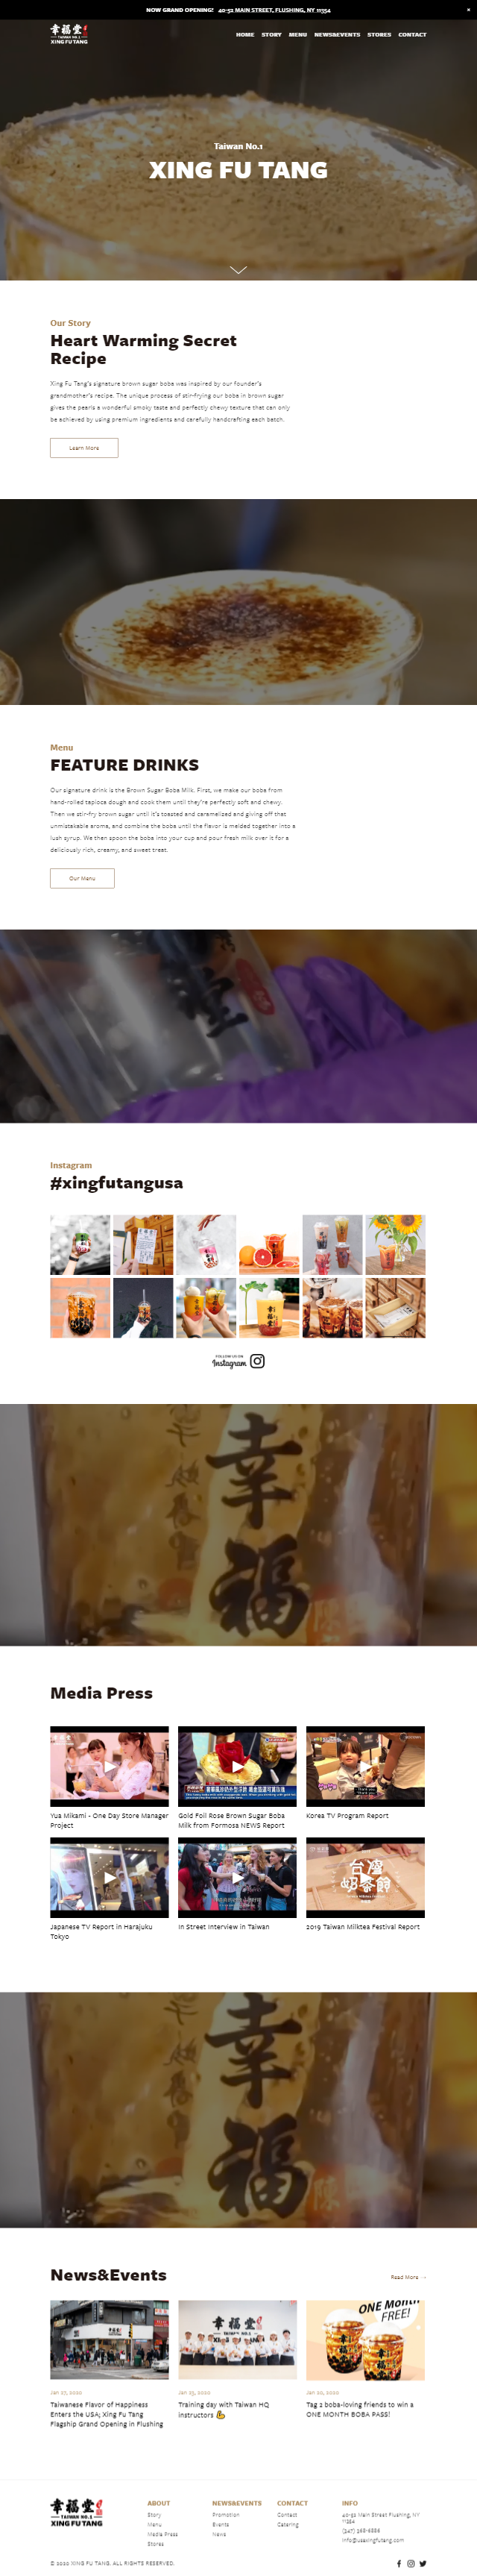 NOW GRAND OPENING! 40-52 MAIN STREET, FLUSHING, NY 11354 ×
幸福堂
TAIWAN NO.1
XING FU TANG
HOME STORY MENU NEWS&EVENTS STORES CONTACT
Taiwan No.1
XING FU TANG
Our Story
Heart Warming Secret
Recipe
Xing Fu Tang's signature brown sugar boba was inspired by our founder's
grandmother's recipe. The unique process of stir-frying our boba in brown sugar
gives the pearls a wonderful smoky taste and perfectly chewy texture that can only
be achieved by using premium ingredients and carefully handcrafting each batch.
Learn More
Menu
FEATURE DRINKS
Our signature drink is the Brown Sugar Boba Milk. First, we make our boba from
hand-rolled tapioca dough and cook them until they're perfectly soft and chewy.
Then we stir-fry brown sugar until it's toasted and caramelized and giving off that
unmistakable aroma, and combine the boba until the flavor is melded together into a
lush syrup. We then spoon the boba into your cup and pour fresh milk over it for a
deliciously rich, creamy, and sweet treat.
Our Menu
Instagram
#xingfutangusa
FOLLOW US ON
Instagram
幸
福
Media Press
Yua Mikami - One Day Store Manager
Project
Gold Foil Rose Brown Sugar Boba
Milk from Formosa NEWS Report
Korea TV Program Report
台灣
奶茶節
Japanese TV Report in Harajuku
Tokyo
In Street Interview in Taiwan
2019 Taiwan Milktea Festival Report
幸
福
News&Events
Read More →
幸福堂
ONE MONTH
FREE!
Jan 27, 2020
Taiwanese Flavor of Happiness
Enters the USA; Xing Fu Tang
Flagship Grand Opening in Flushing
Jan 23, 2020
Training day with Taiwan HQ
instructors 💪
Jan 20, 2020
Tag 2 boba-loving friends to win a
ONE MONTH BOBA PASS!
幸福堂
TAIWAN NO.1
XING FU TANG
ABOUT
Story
Menu
Media Press
Stores
NEWS&EVENTS
Promotion
Events
News
CONTACT
Contact
Catering
INFO
40-52 Main Street Flushing, NY
11354
(347) 368-6886
info@usaxingfutang.com
© 2020 XING FU TANG. ALL RIGHTS RESERVED.